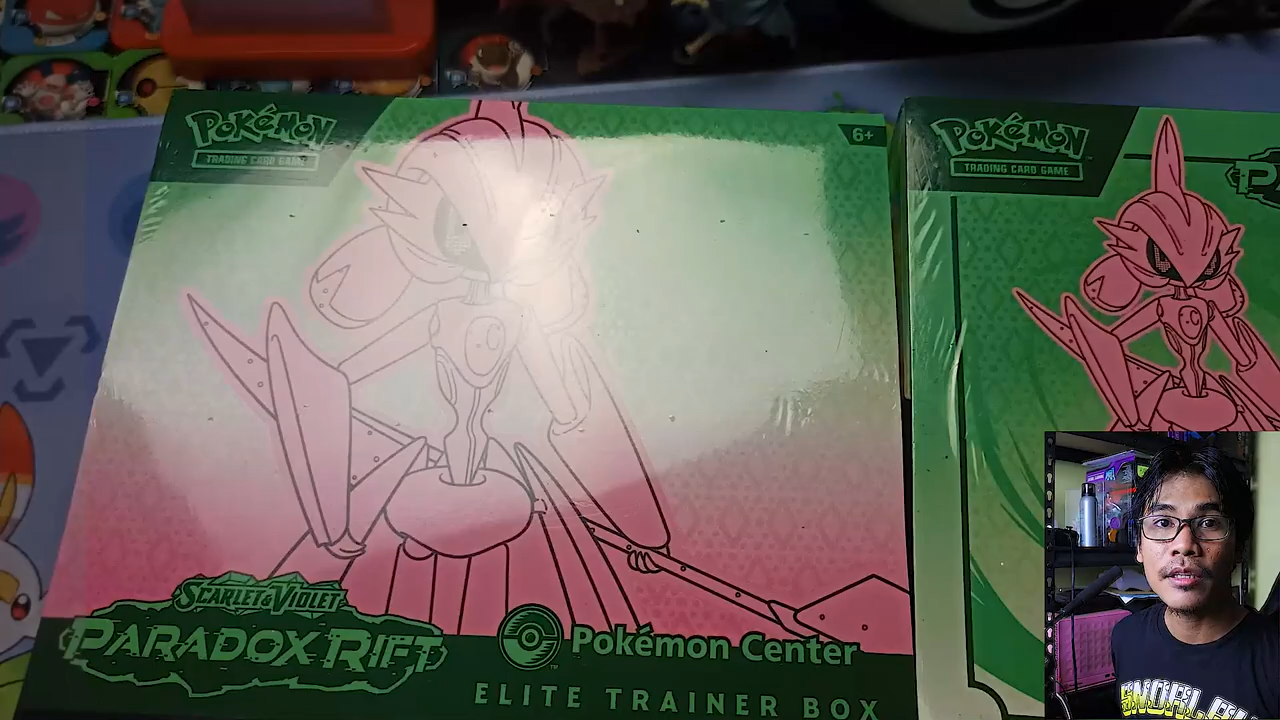 POKéMON
TRADING CARD GAME
6+
SCARLET & VIOLET
PARADOX RIFT
Pokémon Center
ELITE TRAINER BOX
POKéMON
TRADING CARD GAME